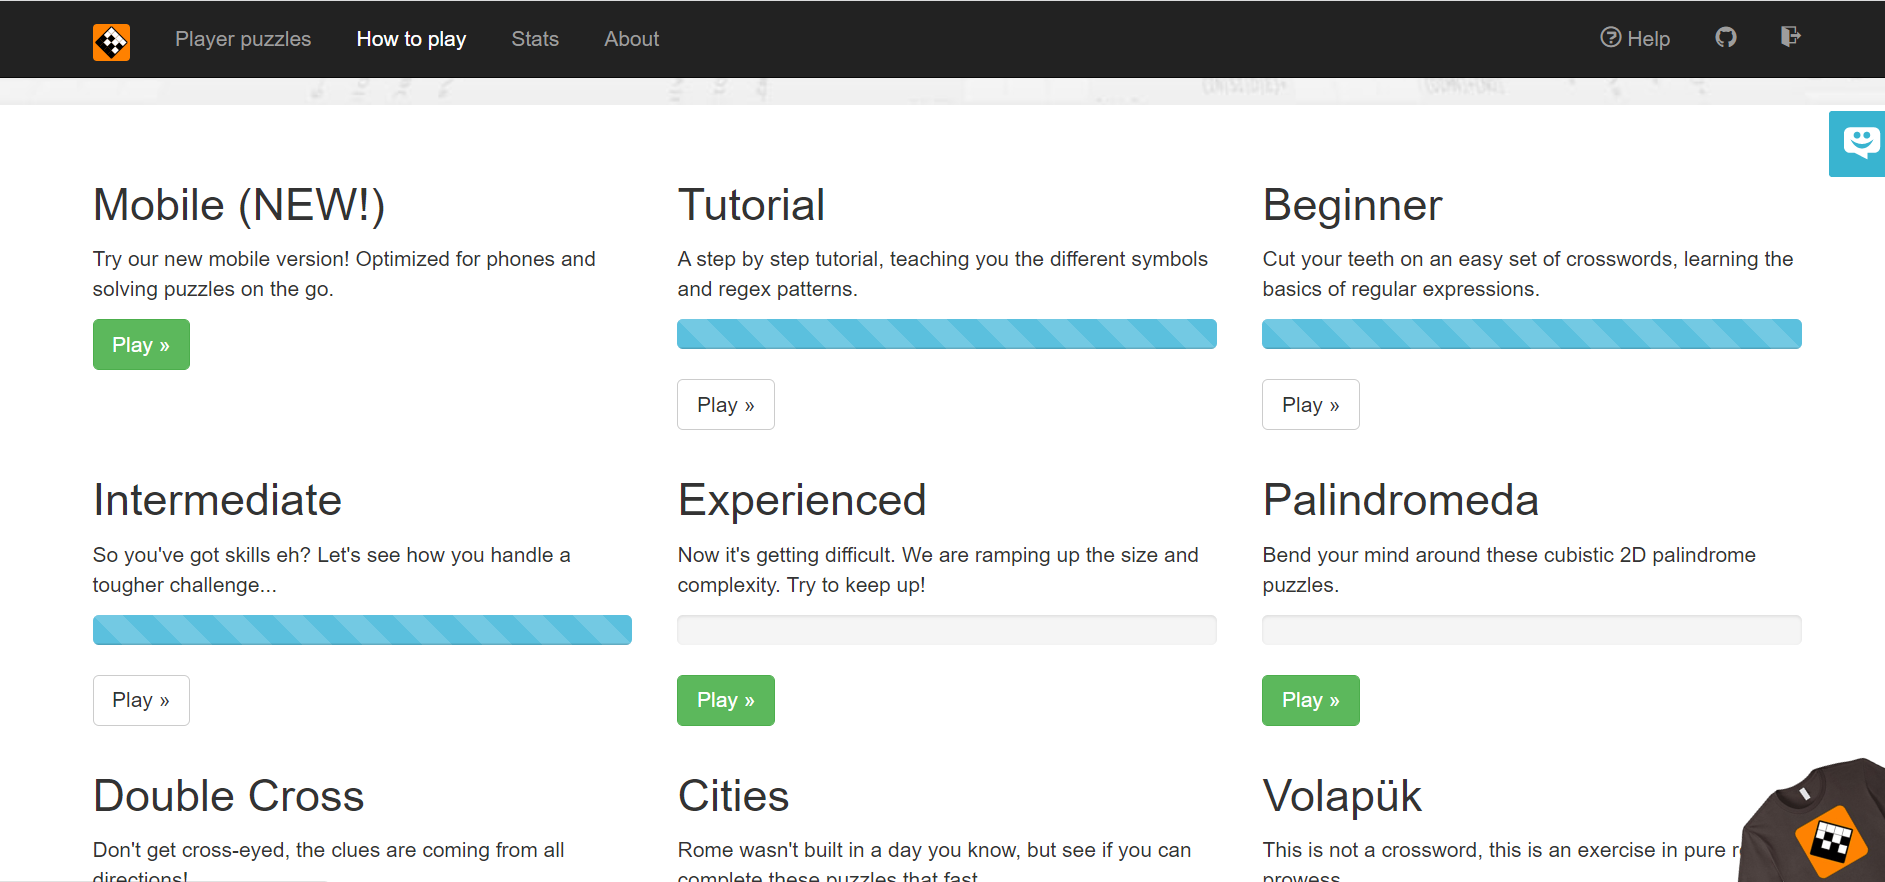 Player puzzles How to play Stats About Help
Mobile (NEW!)
Try our new mobile version! Optimized for phones and
solving puzzles on the go.
Play »
Tutorial
A step by step tutorial, teaching you the different symbols
and regex patterns.
Play »
Beginner
Cut your teeth on an easy set of crosswords, learning the
basics of regular expressions.
Play »
Intermediate
So you've got skills eh? Let's see how you handle a
tougher challenge...
Play »
Experienced
Now it's getting difficult. We are ramping up the size and
complexity. Try to keep up!
Play »
Palindromeda
Bend your mind around these cubistic 2D palindrome
puzzles.
Play »
Double Cross
Don't get cross-eyed, the clues are coming from all
directions!
Cities
Rome wasn't built in a day you know, but see if you can
complete these puzzles that fast
Volapük
This is not a crossword, this is an exercise in pure
prowess